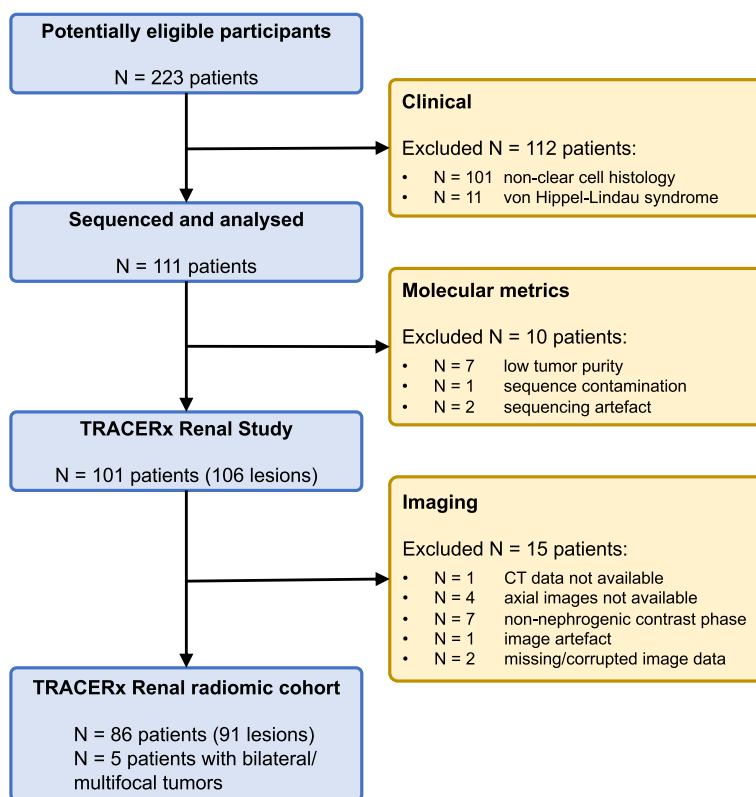 Potentially eligible participants
N = 223 patients
Clinical
Excluded N = 112 patients:
• N = 101 non-clear cell histology
• N = 11 von Hippel-Lindau syndrome
Sequenced and analysed
N = 111 patients
Molecular metrics
Excluded N = 10 patients:
• N = 7 low tumor purity
• N = 1 sequence contamination
• N = 2 sequencing artefact
TRACERx Renal Study
N = 101 patients (106 lesions)
Imaging
Excluded N = 15 patients:
• N = 1 CT data not available
• N = 4 axial images not available
• N = 7 non-nephrogenic contrast phase
• N = 1 image artefact
• N = 2 missing/corrupted image data
TRACERx Renal radiomic cohort
N = 86 patients (91 lesions)
N = 5 patients with bilateral/
multifocal tumors